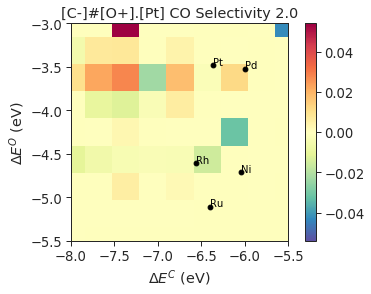 [C-]#[O+].[Pt] CO Selectivity 2.0
−3.0
−3.5
−4.0
−4.5
−5.0
−5.5
ΔE^O (eV)
Pt
Pd
Rh
Ni
Ru
−8.0 −7.5 −7.0 −6.5 −6.0 −5.5
ΔE^C (eV)
0.04
0.02
0.00
−0.02
−0.04